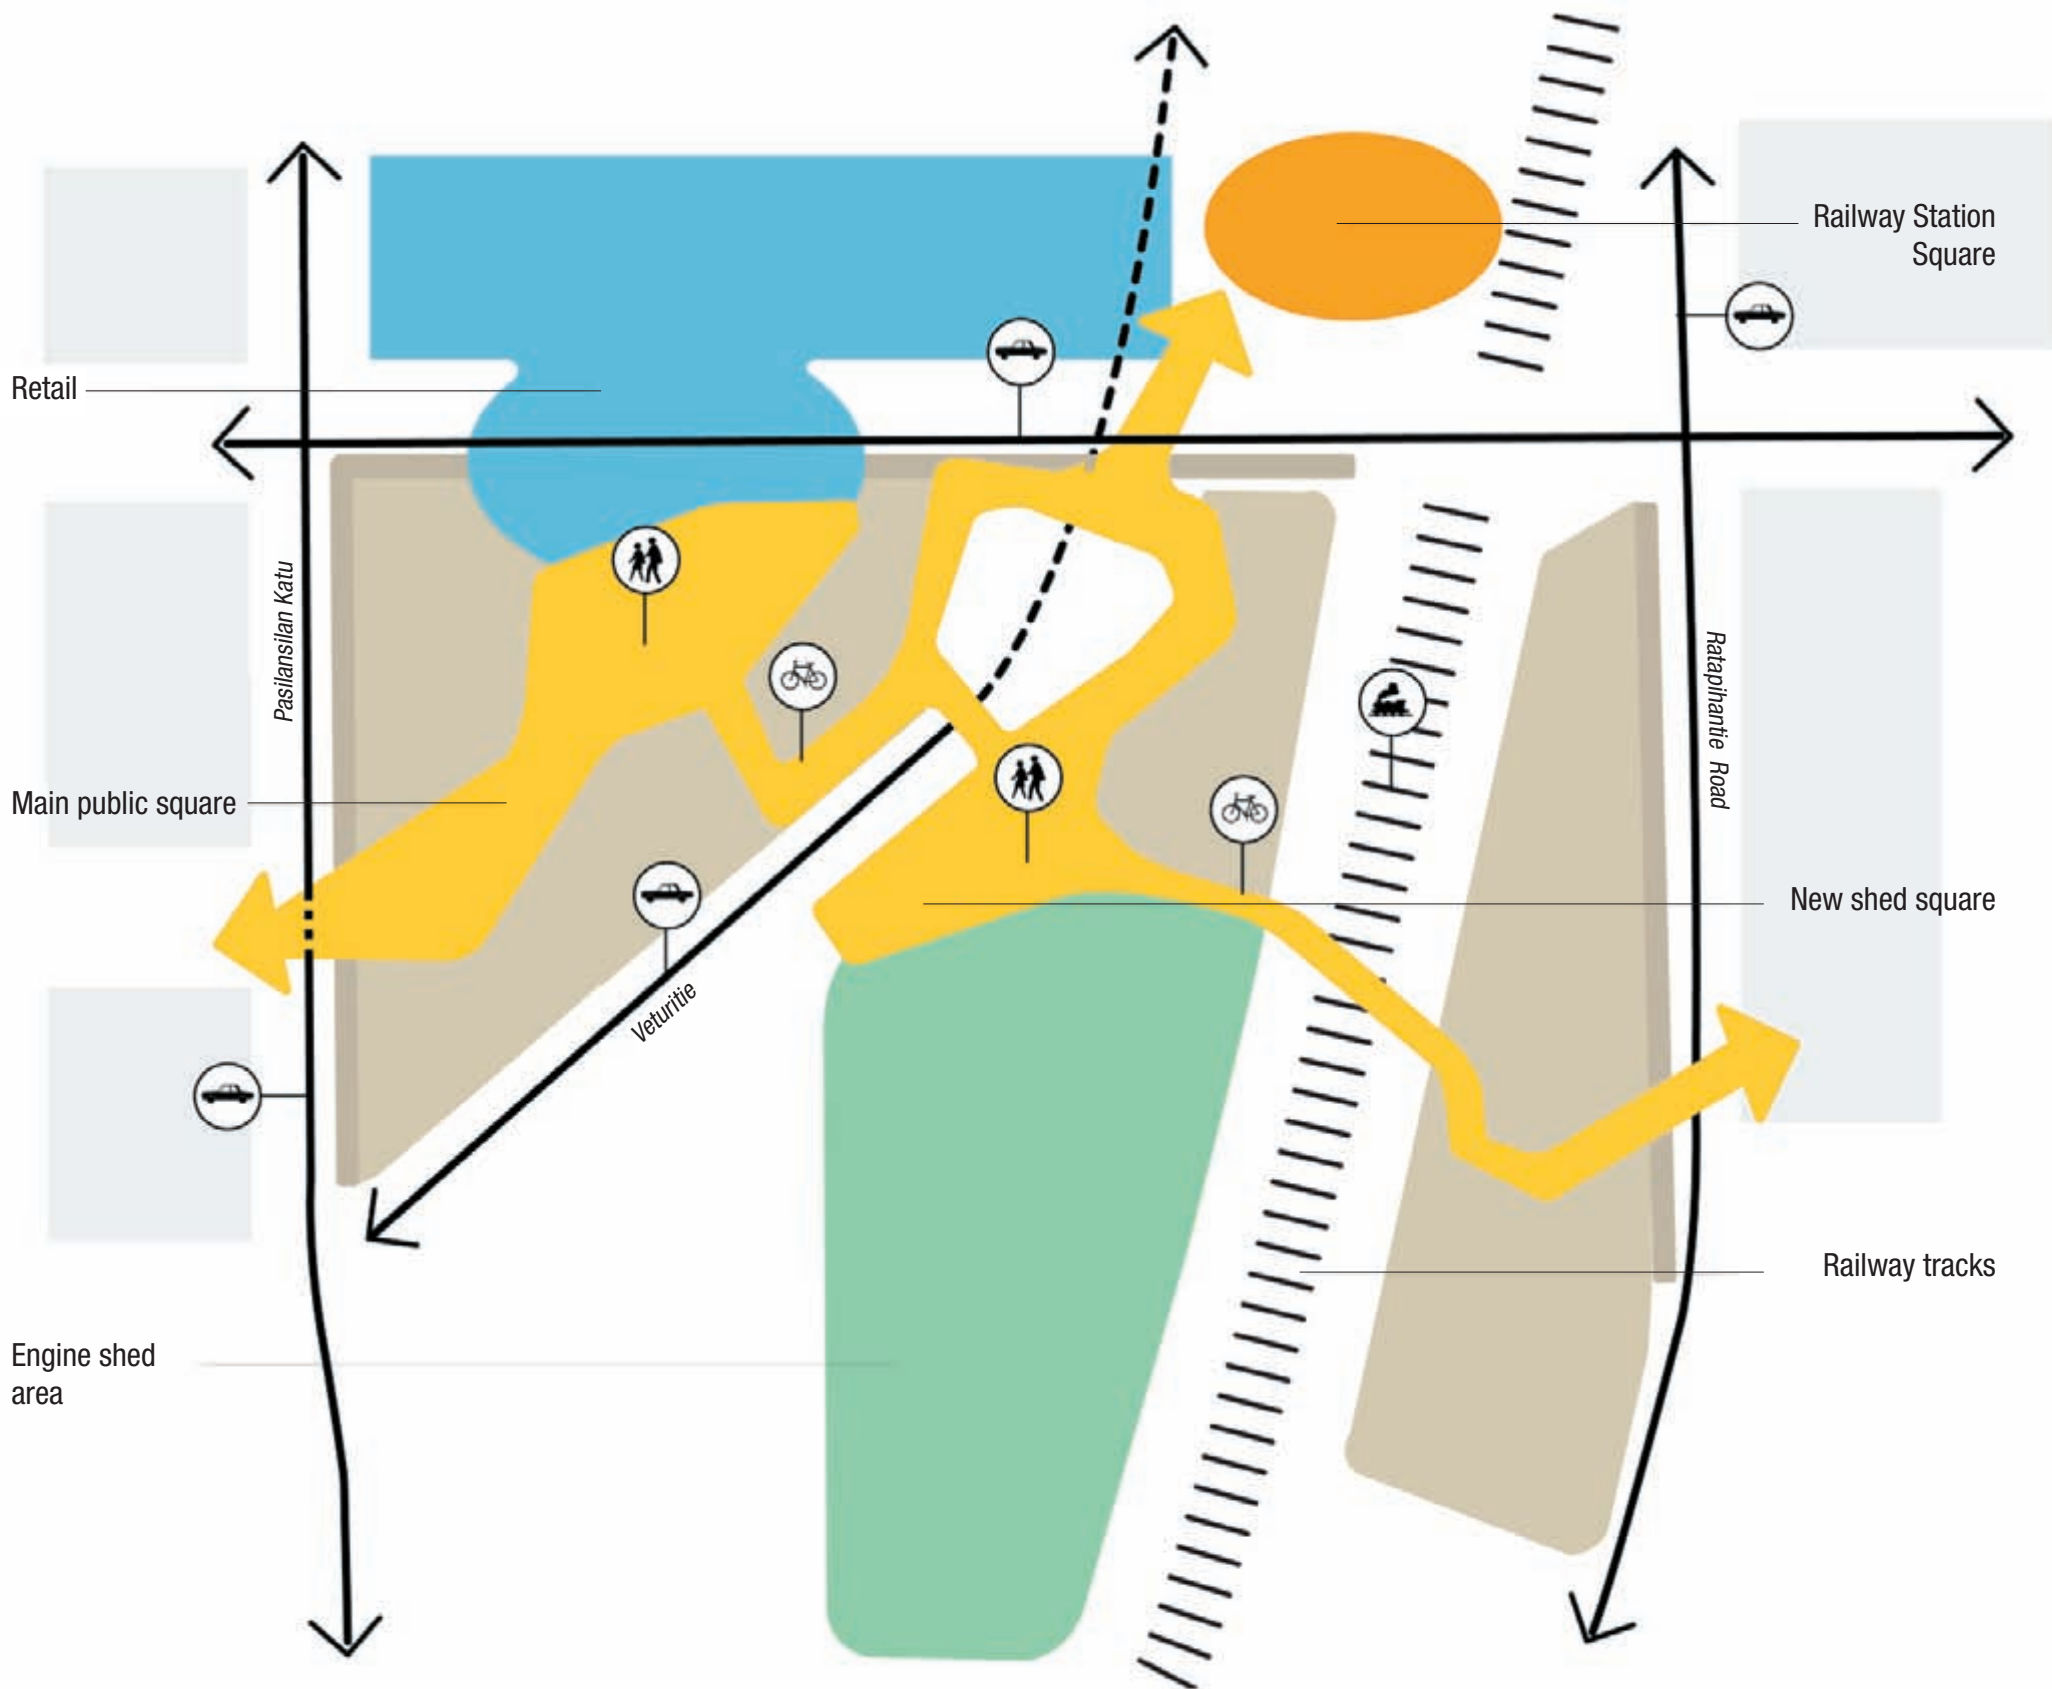 Railway Station
Square
Retail
Pasilansilan Katu
Ratapihantie Road
Main public square
New shed square
Veturitie
Railway tracks
Engine shed
area